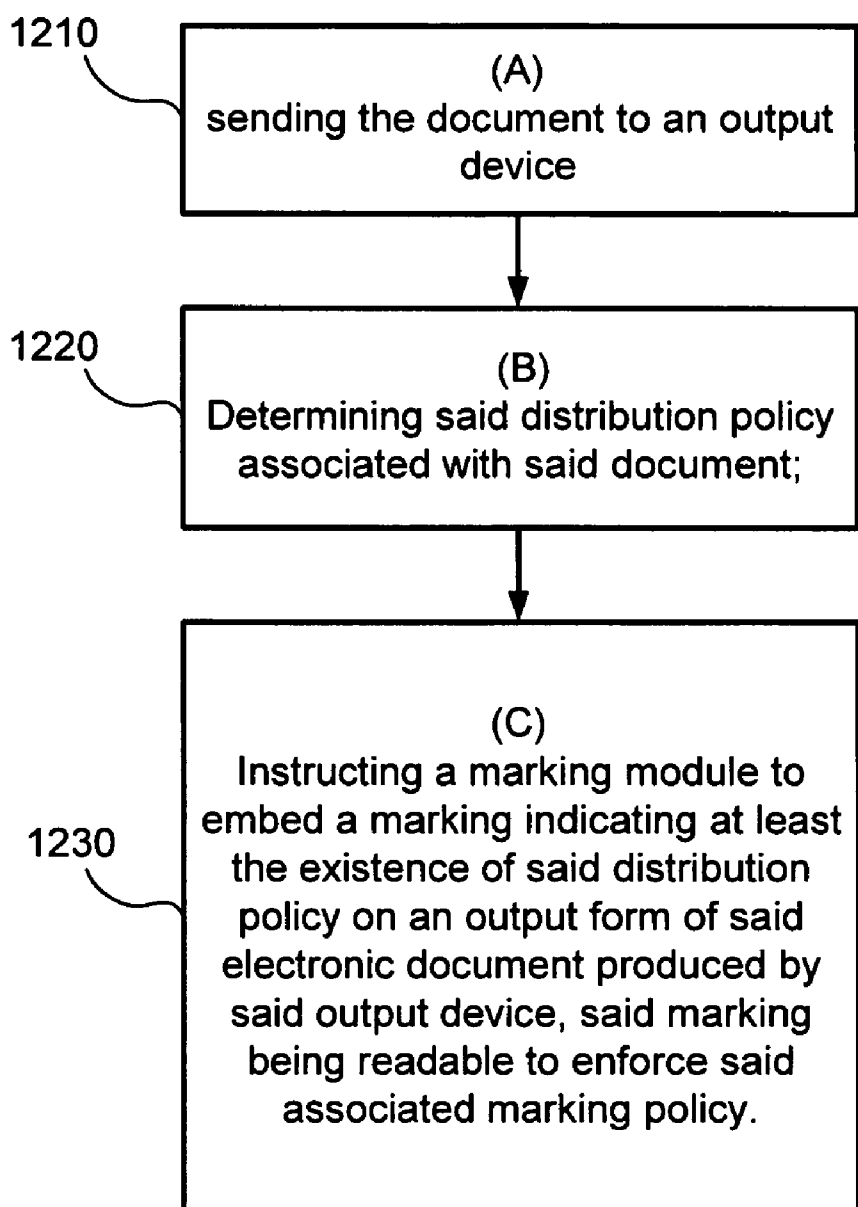 1210
(A)
sending the document to an output
device
1220
(B)
Determining said distribution policy
associated with said document;
1230
(C)
Instructing a marking module to
embed a marking indicating at least
the existence of said distribution
policy on an output form of said
electronic document produced by
said output device, said marking
being readable to enforce said
associated marking policy.